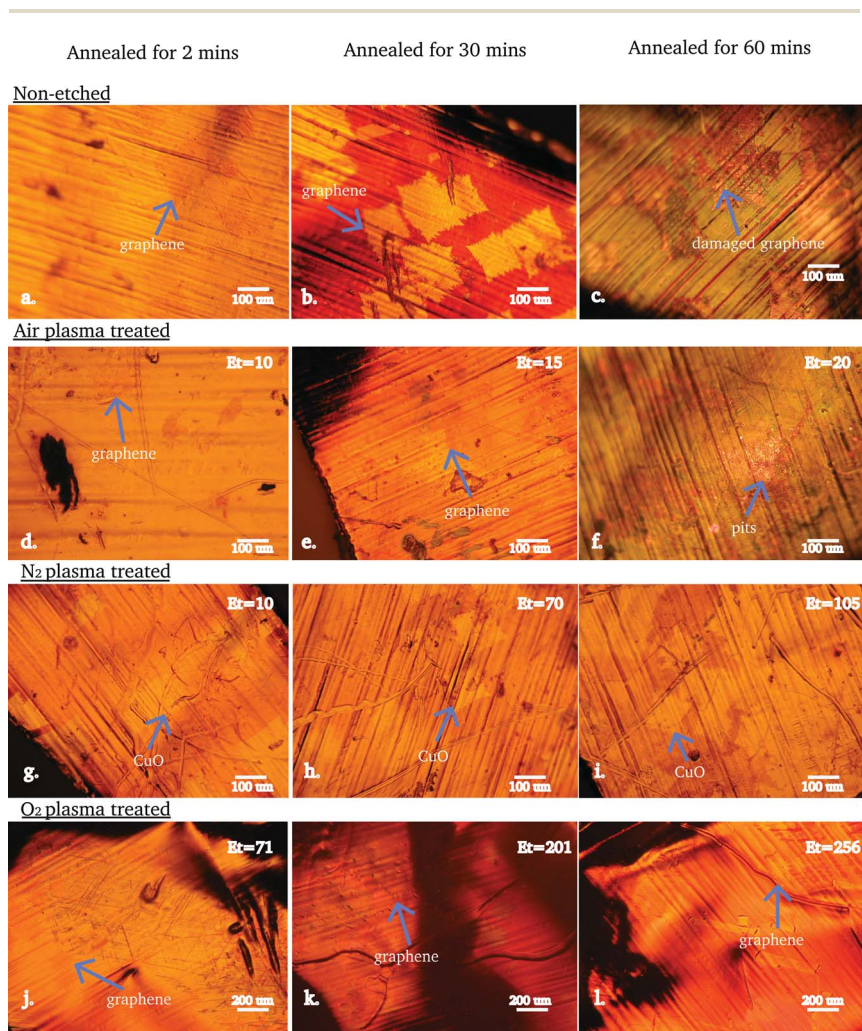 Annealed for 2 mins
Annealed for 30 mins
Annealed for 60 mins
Non-etched
graphene
a.
100 um
graphene
b.
100 um
damaged graphene
c.
100 um
Air plasma treated
Et=10
graphene
d.
100 um
Et=15
graphene
e.
100 um
Et=20
pits
f.
100 um
N₂ plasma treated
Et=10
CuO
g.
100 um
Et=70
CuO
h.
100 um
Et=105
CuO
i.
100 um
O₂ plasma treated
Et=71
graphene
j.
200 um
Et=201
graphene
k.
200 um
Et=256
graphene
l.
200 um